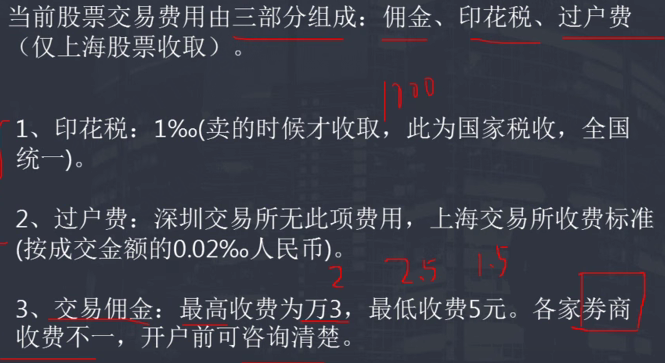 当前股票交易费用由三部分组成：佣金、印花税、过户费
（仅上海股票收取）。
1000
1、印花税：1‰(卖的时候才收取，此为国家税收，全国
统一)。
2、过户费：深圳交易所无此项费用，上海交易所收费标准
(按成交金额的0.02‰人民币)。
2 2.5 1.5
3、交易佣金：最高收费为万3，最低收费5元。各家券商
收费不一，开户前可咨询清楚。